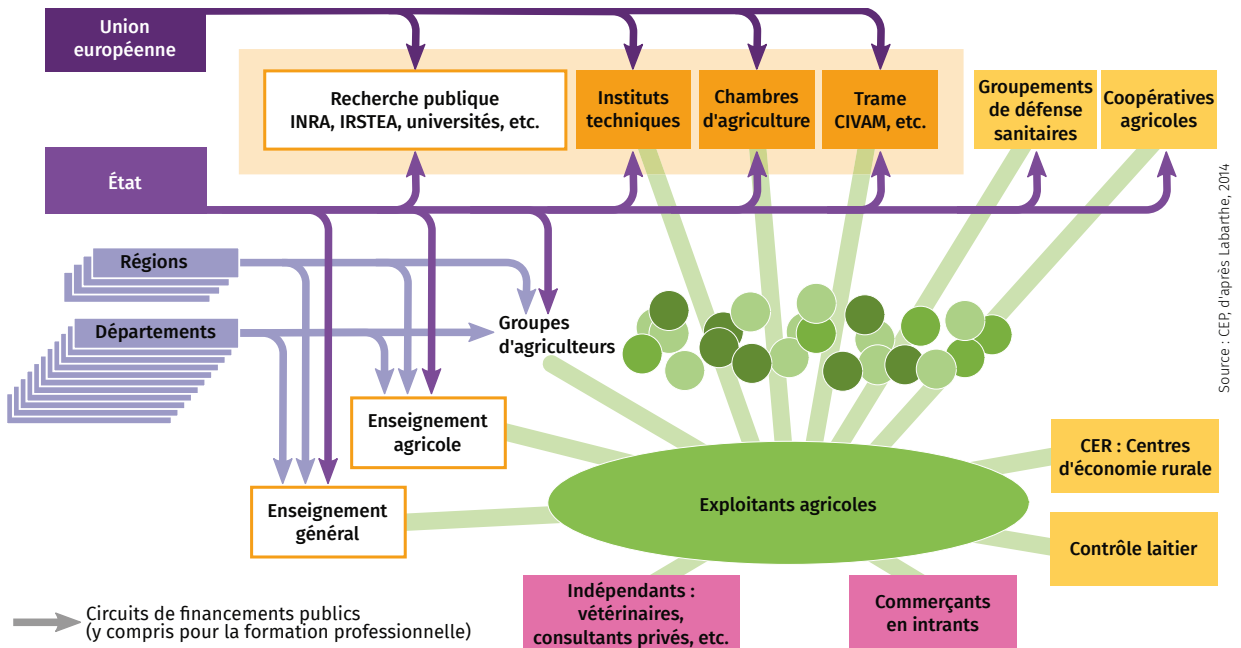 Union
européenne
Recherche publique
INRA, IRSTEA, universités, etc.
Instituts
techniques
Chambres
d'agriculture
Trame
CIVAM, etc.
Groupements
de défense
sanitaires
Coopératives
agricoles
État
Régions
Départements
Groupes
d'agriculteurs
Enseignement
agricole
Enseignement
général
Exploitants agricoles
CER : Centres
d'économie rurale
Contrôle laitier
Indépendants :
vétérinaires,
consultants privés, etc.
Commerçants
en intrants
Circuits de financements publics
(y compris pour la formation professionnelle)
Source : CEP, d'après Labarthe, 2014